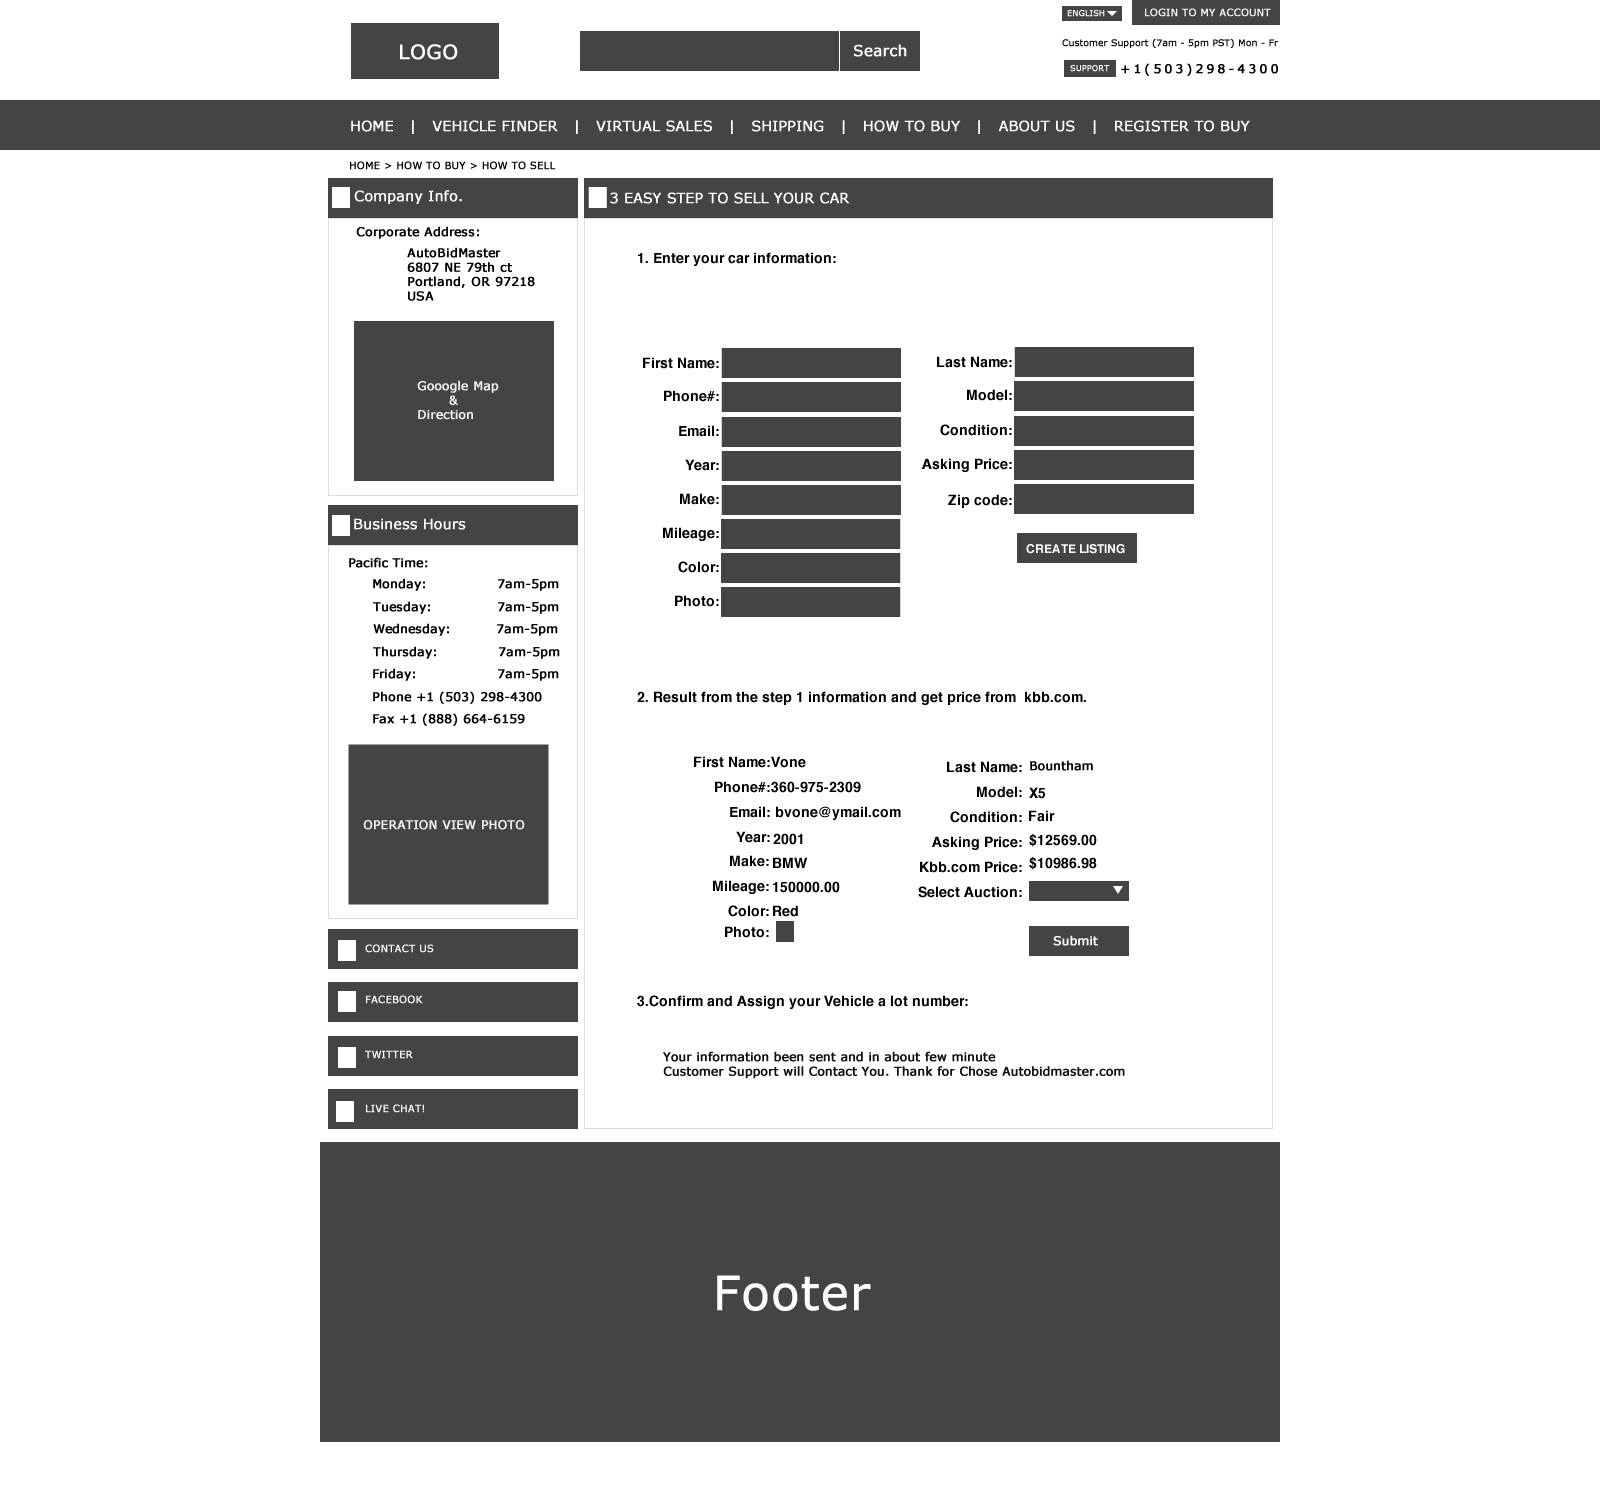 ENGLISH
LOGIN TO MY ACCOUNT
LOGO
Search
Customer Support (7am - 5pm PST) Mon - Fr
SUPPORT +1(503)298-4300
HOME | VEHICLE FINDER | VIRTUAL SALES | SHIPPING | HOW TO BUY | ABOUT US | REGISTER TO BUY
HOME > HOW TO BUY > HOW TO SELL
Company Info.
Corporate Address:
AutoBidMaster
6807 NE 79th ct
Portland, OR 97218
USA
Gooogle Map
&
Direction
Business Hours
Pacific Time:
Monday: 7am-5pm
Tuesday: 7am-5pm
Wednesday: 7am-5pm
Thursday: 7am-5pm
Friday: 7am-5pm
Phone +1 (503) 298-4300
Fax +1 (888) 664-6159
OPERATION VIEW PHOTO
CONTACT US
FACEBOOK
TWITTER
LIVE CHAT!
3 EASY STEP TO SELL YOUR CAR
1. Enter your car information:
First Name:
Phone#:
Email:
Year:
Make:
Mileage:
Color:
Photo:
Last Name:
Model:
Condition:
Asking Price:
Zip code:
CREATE LISTING
2. Result from the step 1 information and get price from kbb.com.
First Name:Vone
Phone#:360-975-2309
Email: bvone@ymail.com
Year: 2001
Make: BMW
Mileage: 150000.00
Color: Red
Photo:
Last Name: Bountham
Model: X5
Condition: Fair
Asking Price: $12569.00
Kbb.com Price: $10986.98
Select Auction:
Submit
3.Confirm and Assign your Vehicle a lot number:
Your information been sent and in about few minute
Customer Support will Contact You. Thank for Chose Autobidmaster.com
Footer